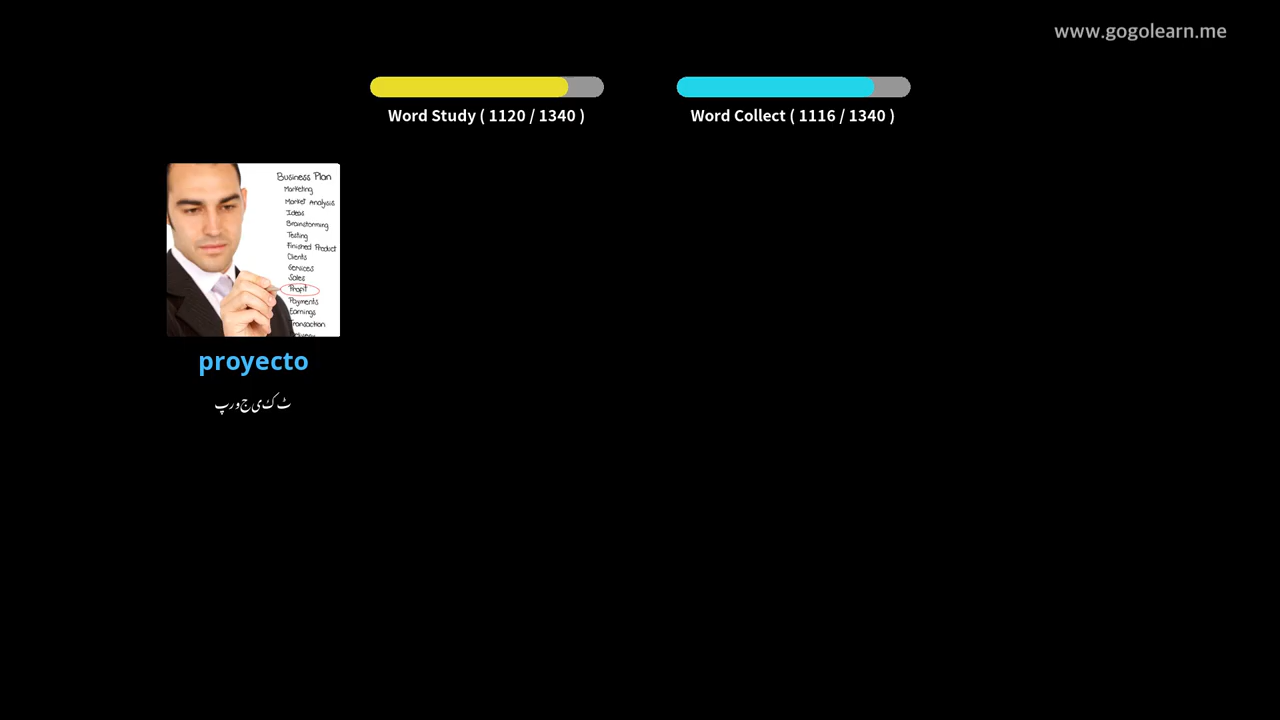 www.gogolearn.me
Word Study ( 1120 / 1340 )
Word Collect ( 1116 / 1340 )
Business Plan
Marketing
Market Analysis
Ideas
Brainstorming
Testing
Finished Product
Clients
Services
Sales
Profit
Payments
Earnings
Transaction
proyecto
پروجیکٹ